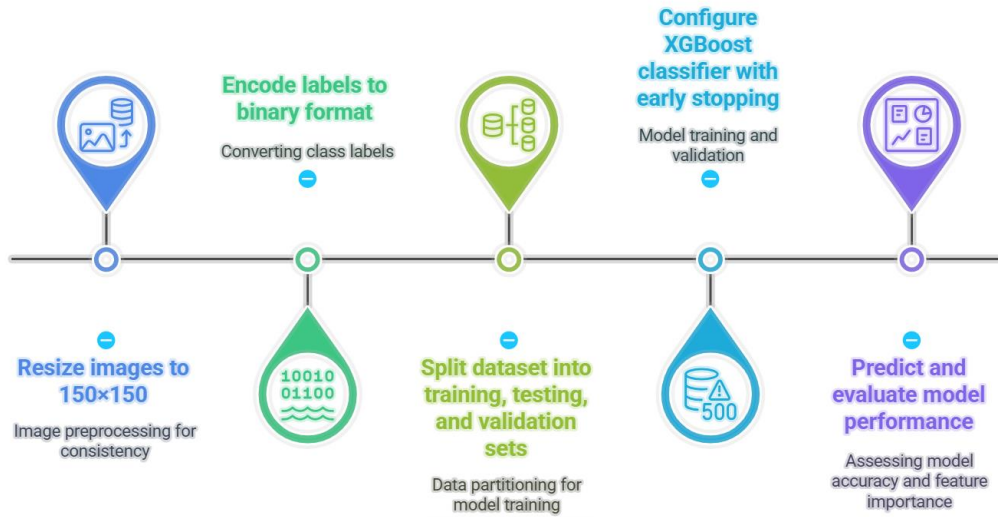 Resize images to
150×150
Image preprocessing for
consistency
Encode labels to
binary format
Converting class labels
10010
01100
Split dataset into
training, testing,
and validation
sets
Data partitioning for
model training
Configure
XGBoost
classifier with
early stopping
Model training and
validation
500
Predict and
evaluate model
performance
Assessing model
accuracy and feature
importance